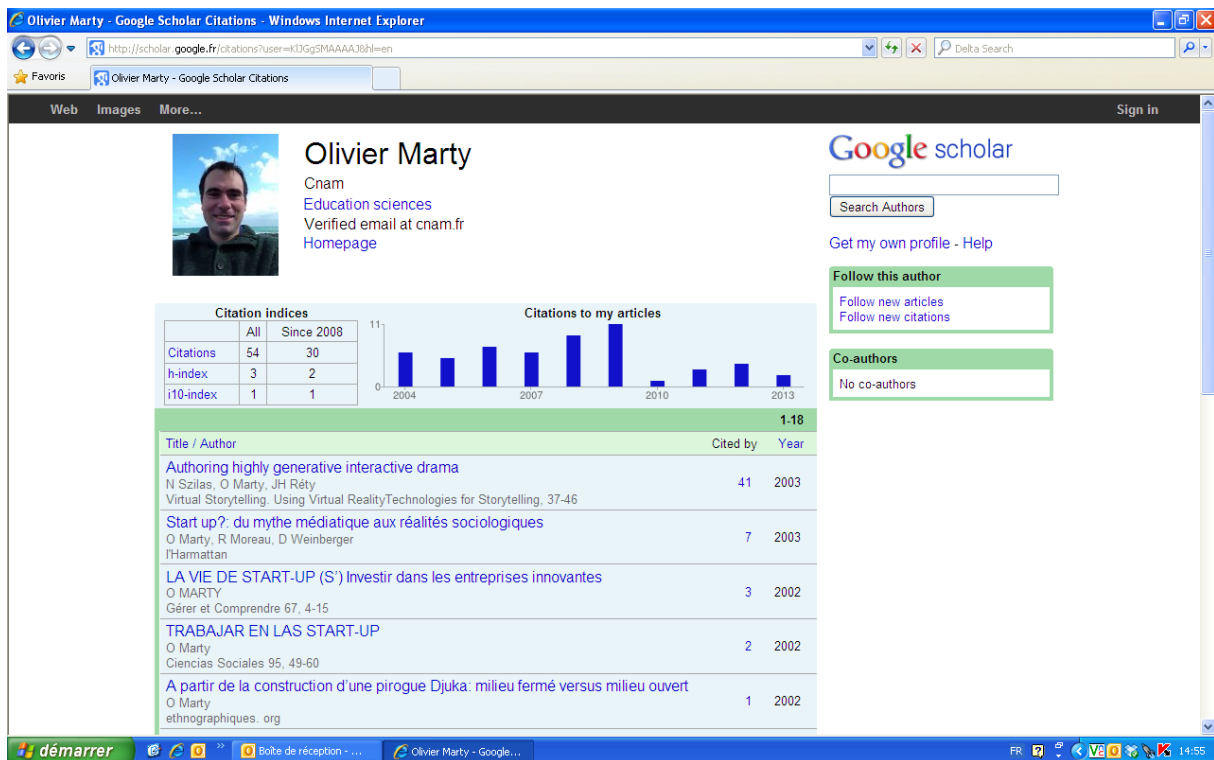 Olivier Marty - Google Scholar Citations - Windows Internet Explorer
http://scholar.google.fr/citations?user=KlJGgSMAAAAJ&hl=en
Delta Search
Favoris
Olivier Marty - Google Scholar Citations
Web Images More...
Sign in
Olivier Marty
Cnam
Education sciences
Verified email at cnam.fr
Homepage
Google scholar
Search Authors
Get my own profile - Help
Follow this author
Follow new articles
Follow new citations
Co-authors
No co-authors
Citation indices
All Since 2008
Citations 54 30
h-index 3 2
i10-index 1 1
Citations to my articles
11
0
2004 2007 2010 2013
1-18
Title / Author Cited by Year
Authoring highly generative interactive drama
N Szilas, O Marty, JH Réty
Virtual Storytelling. Using Virtual RealityTechnologies for Storytelling, 37-46
41 2003
Start up?: du mythe médiatique aux réalités sociologiques
O Marty, R Moreau, D Weinberger
l'Harmattan
7 2003
LA VIE DE START-UP (S') Investir dans les entreprises innovantes
O MARTY
Gérer et Comprendre 67, 4-15
3 2002
TRABAJAR EN LAS START-UP
O Marty
Ciencias Sociales 95, 49-60
2 2002
A partir de la construction d'une pirogue Djuka: milieu fermé versus milieu ouvert
O Marty
ethnographiques. org
1 2002
démarrer
Boîte de réception - ...
Olivier Marty - Google...
FR
14:55